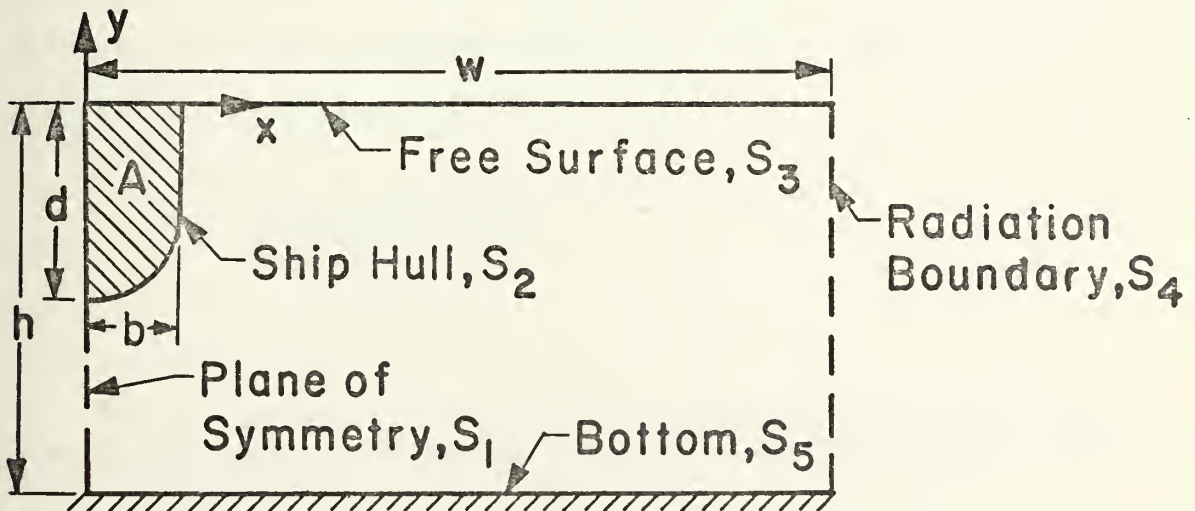 y
w
x
Free Surface, S₃
A
d
Radiation
Boundary, S₄
Ship Hull, S₂
h
b
Plane of
Symmetry, S₁
Bottom, S₅